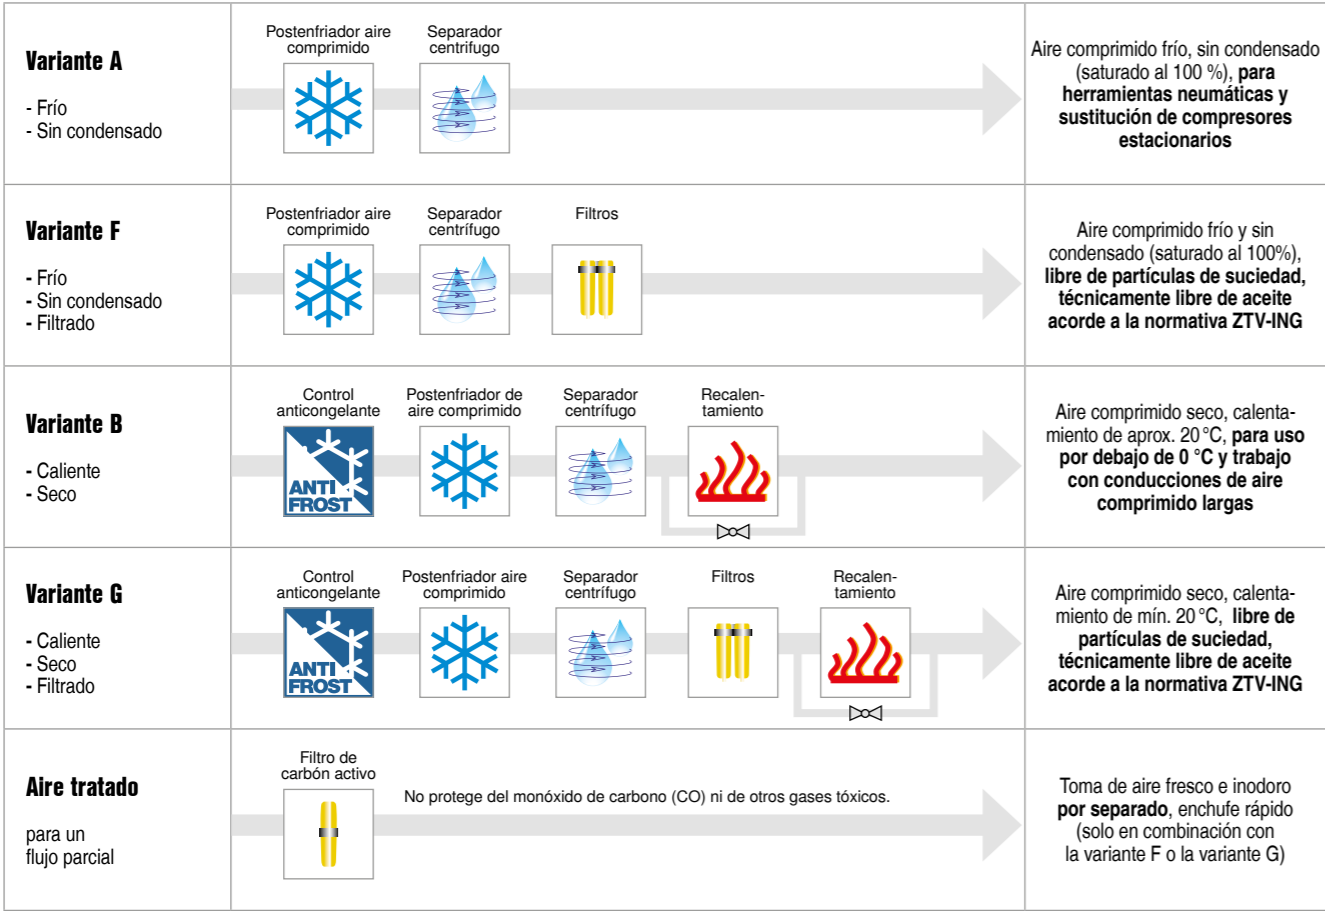 Variante A
- Frío
- Sin condensado
Postenfriador aire
comprimido
Separador
centrifugo
Aire comprimido frío, sin condensado
(saturado al 100 %), para
herramientas neumáticas y
sustitución de compresores
estacionarios
Variante F
- Frío
- Sin condensado
- Filtrado
Postenfriador aire
comprimido
Separador
centrífugo
Filtros
Aire comprimido frío y sin
condensado (saturado al 100%),
libre de partículas de suciedad,
técnicamente libre de aceite
acorde a la normativa ZTV-ING
Variante B
- Caliente
- Seco
Control
anticongelante
ANTI
FROST
Postenfriador de
aire comprimido
Separador
centrífugo
Recalen-
tamiento
Aire comprimido seco, calenta-
miento de aprox. 20 °C, para uso
por debajo de 0 °C y trabajo
con conducciones de aire
comprimido largas
Variante G
- Caliente
- Seco
- Filtrado
Control
anticongelante
ANTI
FROST
Postenfriador aire
comprimido
Separador
centrífugo
Filtros
Recalen-
tamiento
Aire comprimido seco, calenta-
miento de mín. 20 °C, libre de
partículas de suciedad,
técnicamente libre de aceite
acorde a la normativa ZTV-ING
Aire tratado
para un
flujo parcial
Filtro de
carbón activo
No protege del monóxido de carbono (CO) ni de otros gases tóxicos.
Toma de aire fresco e inodoro
por separado, enchufe rápido
(solo en combinación con
la variante F o la variante G)